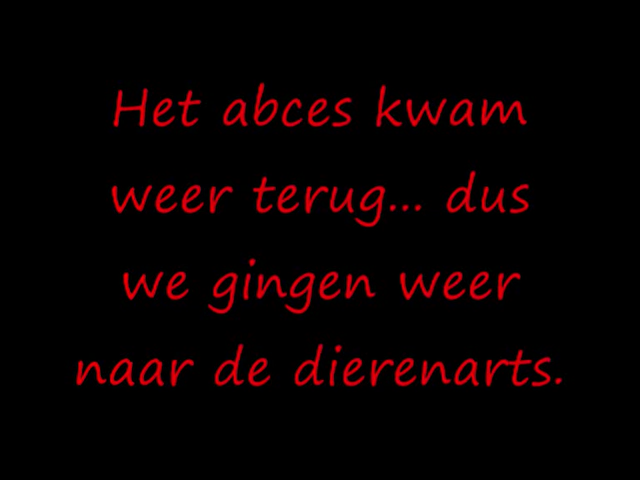 Het abces kwam
weer terug... dus
we gingen weer
naar de dierenarts.